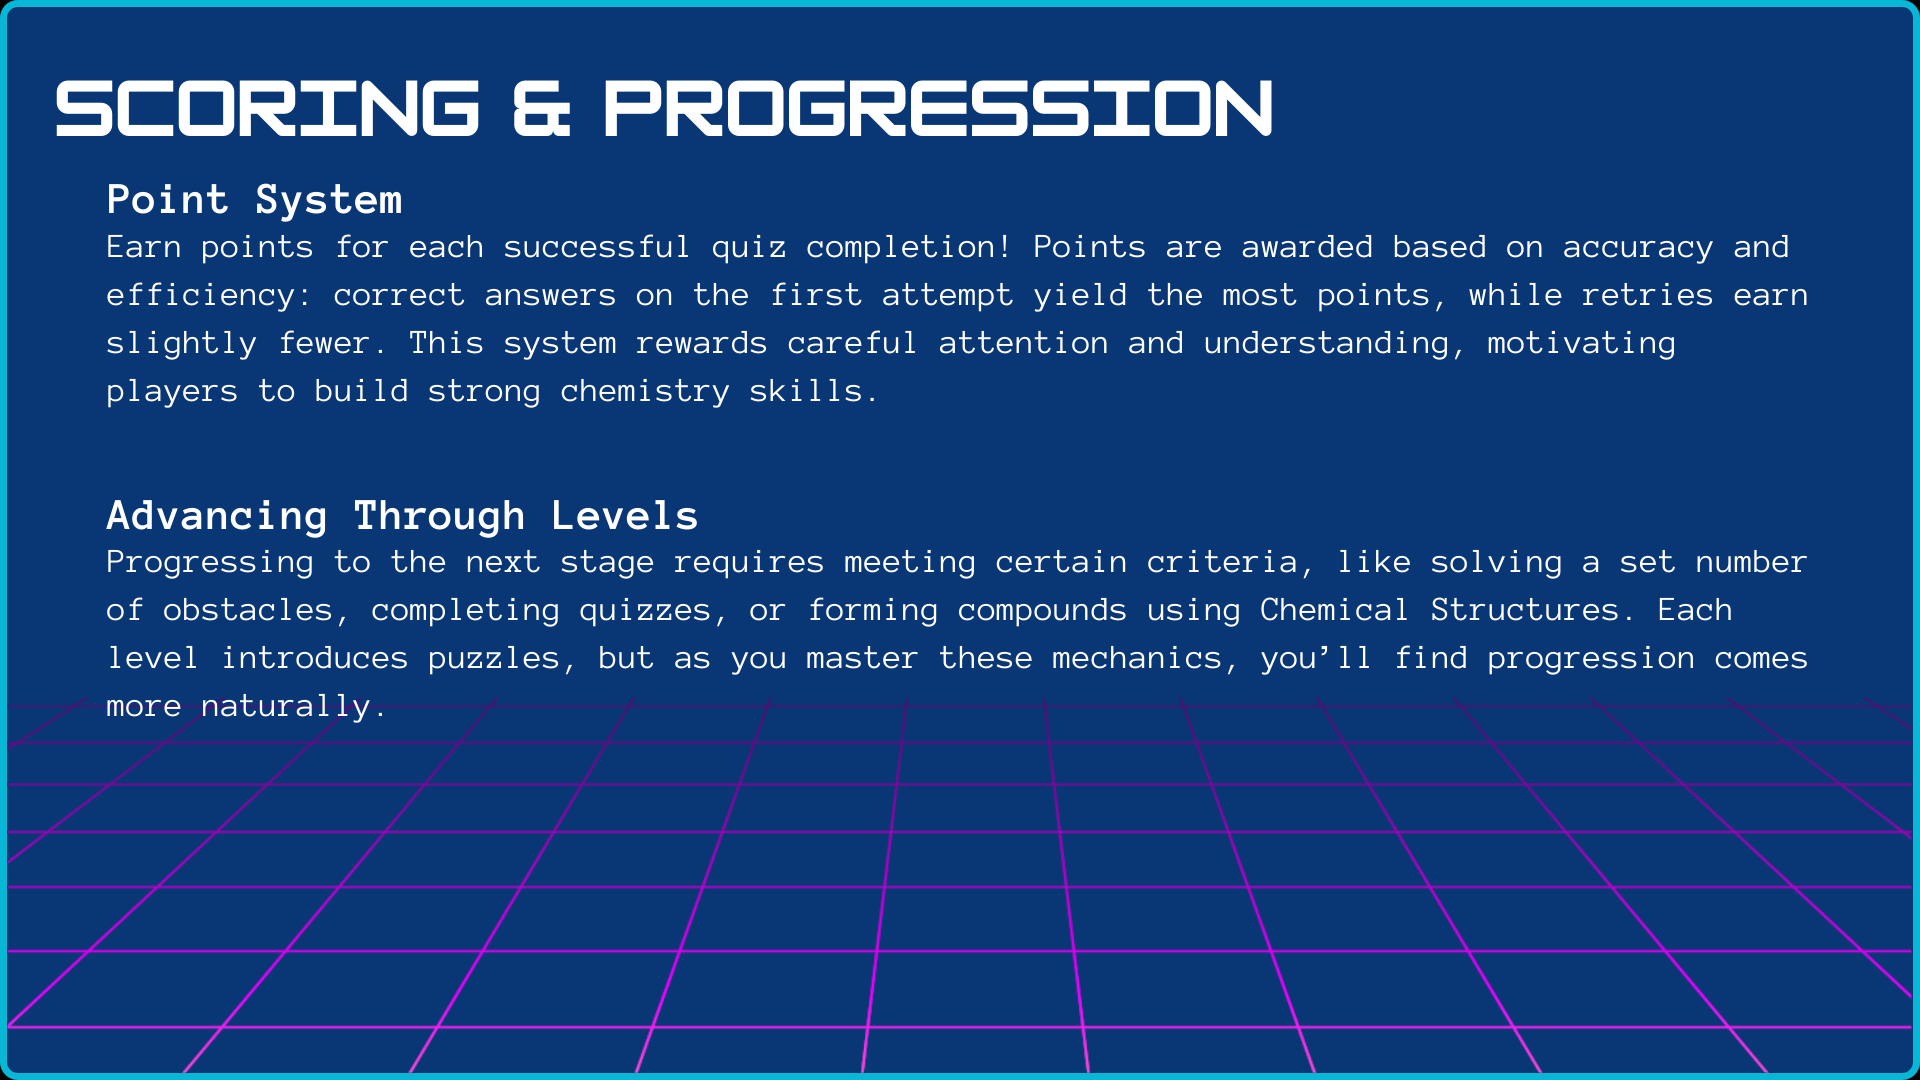 SCORING & PROGRESSION
Point System
Earn points for each successful quiz completion! Points are awarded based on accuracy and
efficiency: correct answers on the first attempt yield the most points, while retries earn
slightly fewer. This system rewards careful attention and understanding, motivating
players to build strong chemistry skills.
Advancing Through Levels
Progressing to the next stage requires meeting certain criteria, like solving a set number
of obstacles, completing quizzes, or forming compounds using Chemical Structures. Each
level introduces puzzles, but as you master these mechanics, you’ll find progression comes
more naturally.